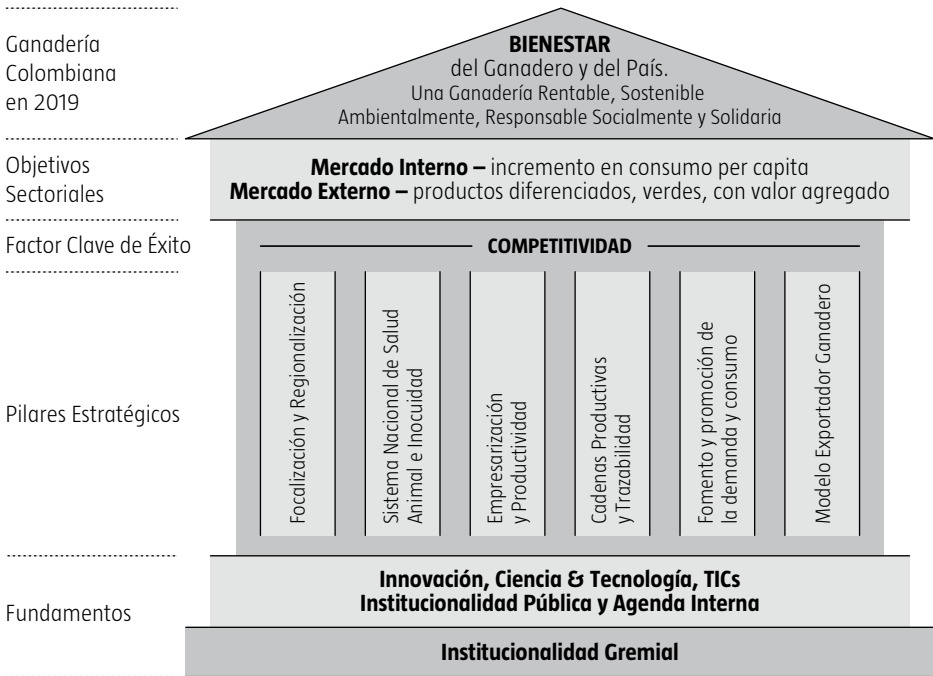 Ganadería
Colombiana
en 2019
BIENESTAR
del Ganadero y del País.
Una Ganadería Rentable, Sostenible
Ambientalmente, Responsable Socialmente y Solidaria
Objetivos
Sectoriales
Mercado Interno – incremento en consumo per capita
Mercado Externo – productos diferenciados, verdes, con valor agregado
Factor Clave de Éxito
COMPETITIVIDAD
Pilares Estratégicos
Focalización y Regionalización
Sistema Nacional de Salud
Animal e Inocuidad
Empresarización
y Productividad
Cadenas Productivas
y Trazabilidad
Fomento y promoción de
la demanda y consumo
Modelo Exportador Ganadero
Fundamentos
Innovación, Ciencia & Tecnología, TICs
Institucionalidad Pública y Agenda Interna
Institucionalidad Gremial